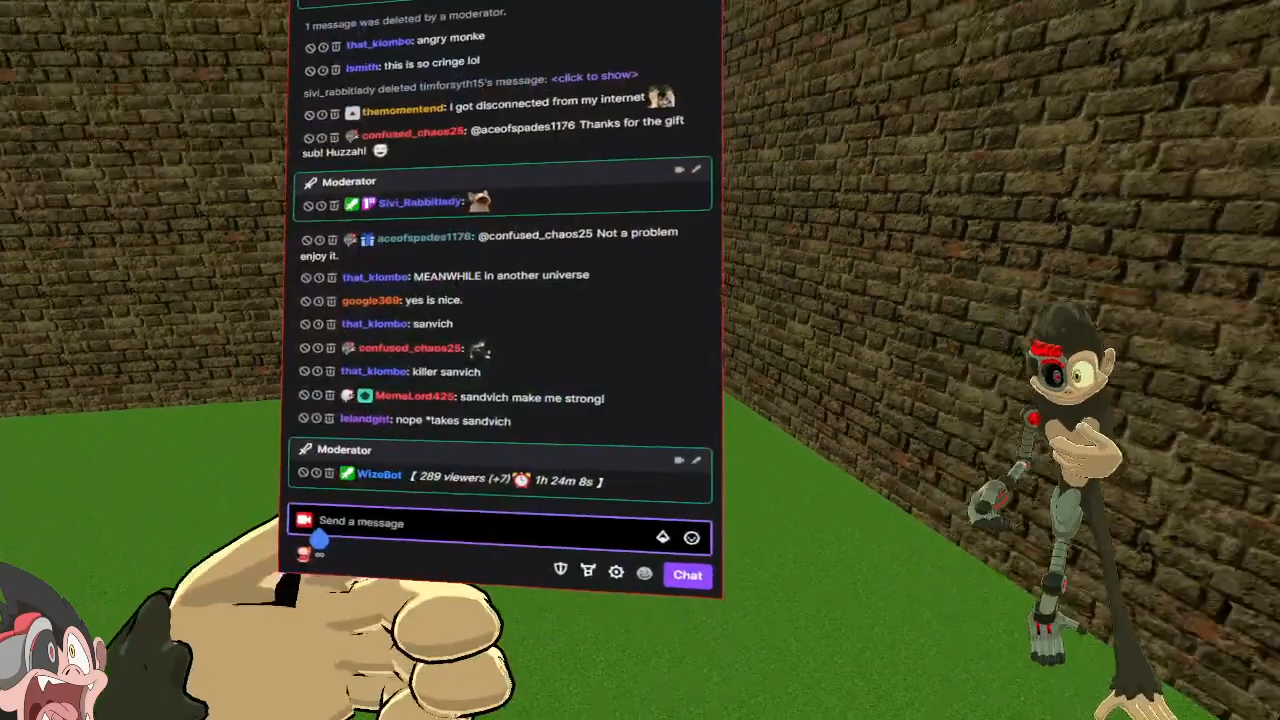 1 message was deleted by a moderator.
that_klombo: angry monke
ismith: this is so cringe lol
sivi_rabbitlady deleted timforsyth15's message: <click to show>
themomentend: I got disconnected from my internet
confused_chaos25: @aceofspades1176 Thanks for the gift
sub! Huzzah!
Moderator
Sivi_Rabbitlady:
aceofspades1176: @confused_chaos25 Not a problem
enjoy it.
that_klombo: MEANWHILE in another universe
google369: yes is nice.
that_klombo: sanvich
confused_chaos25:
that_klombo: killer sanvich
MemeLord425: sandvich make me strong!
lelandgist: nope *takes sandvich
Moderator
WizeBot [ 289 viewers (+7) 1h 24m 8s ]
Send a message
∞
Chat